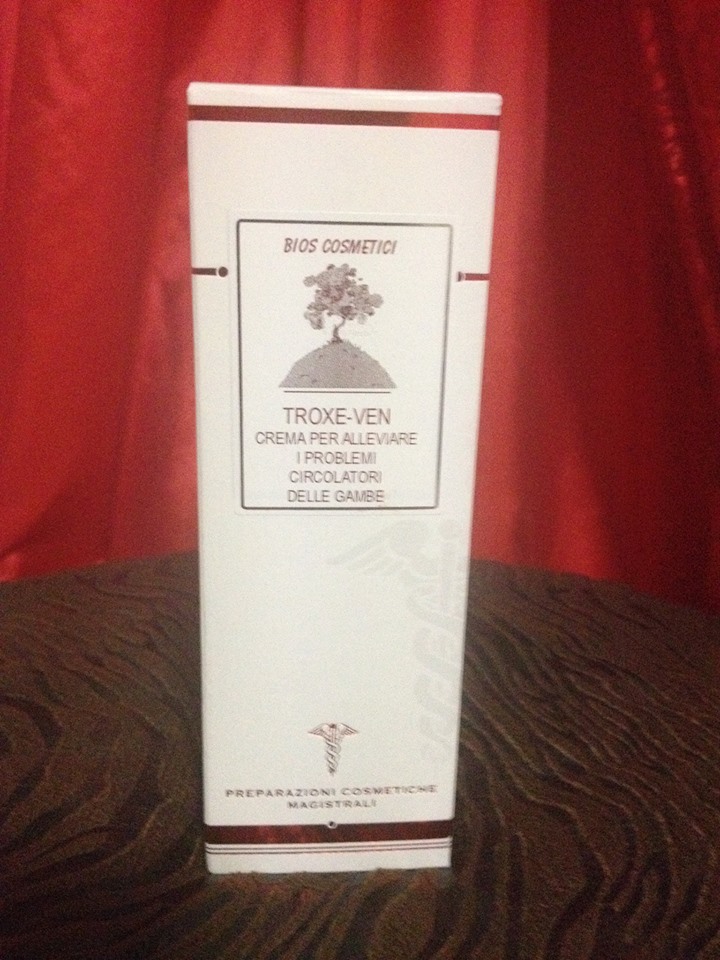 BIOS COSMETICI
TROXE-VEN
CREMA PER ALLEVIARE
I PROBLEMI
CIRCOLATORI
DELLE GAMBE
PREPARAZIONI COSMETICHE
MAGISTRALI